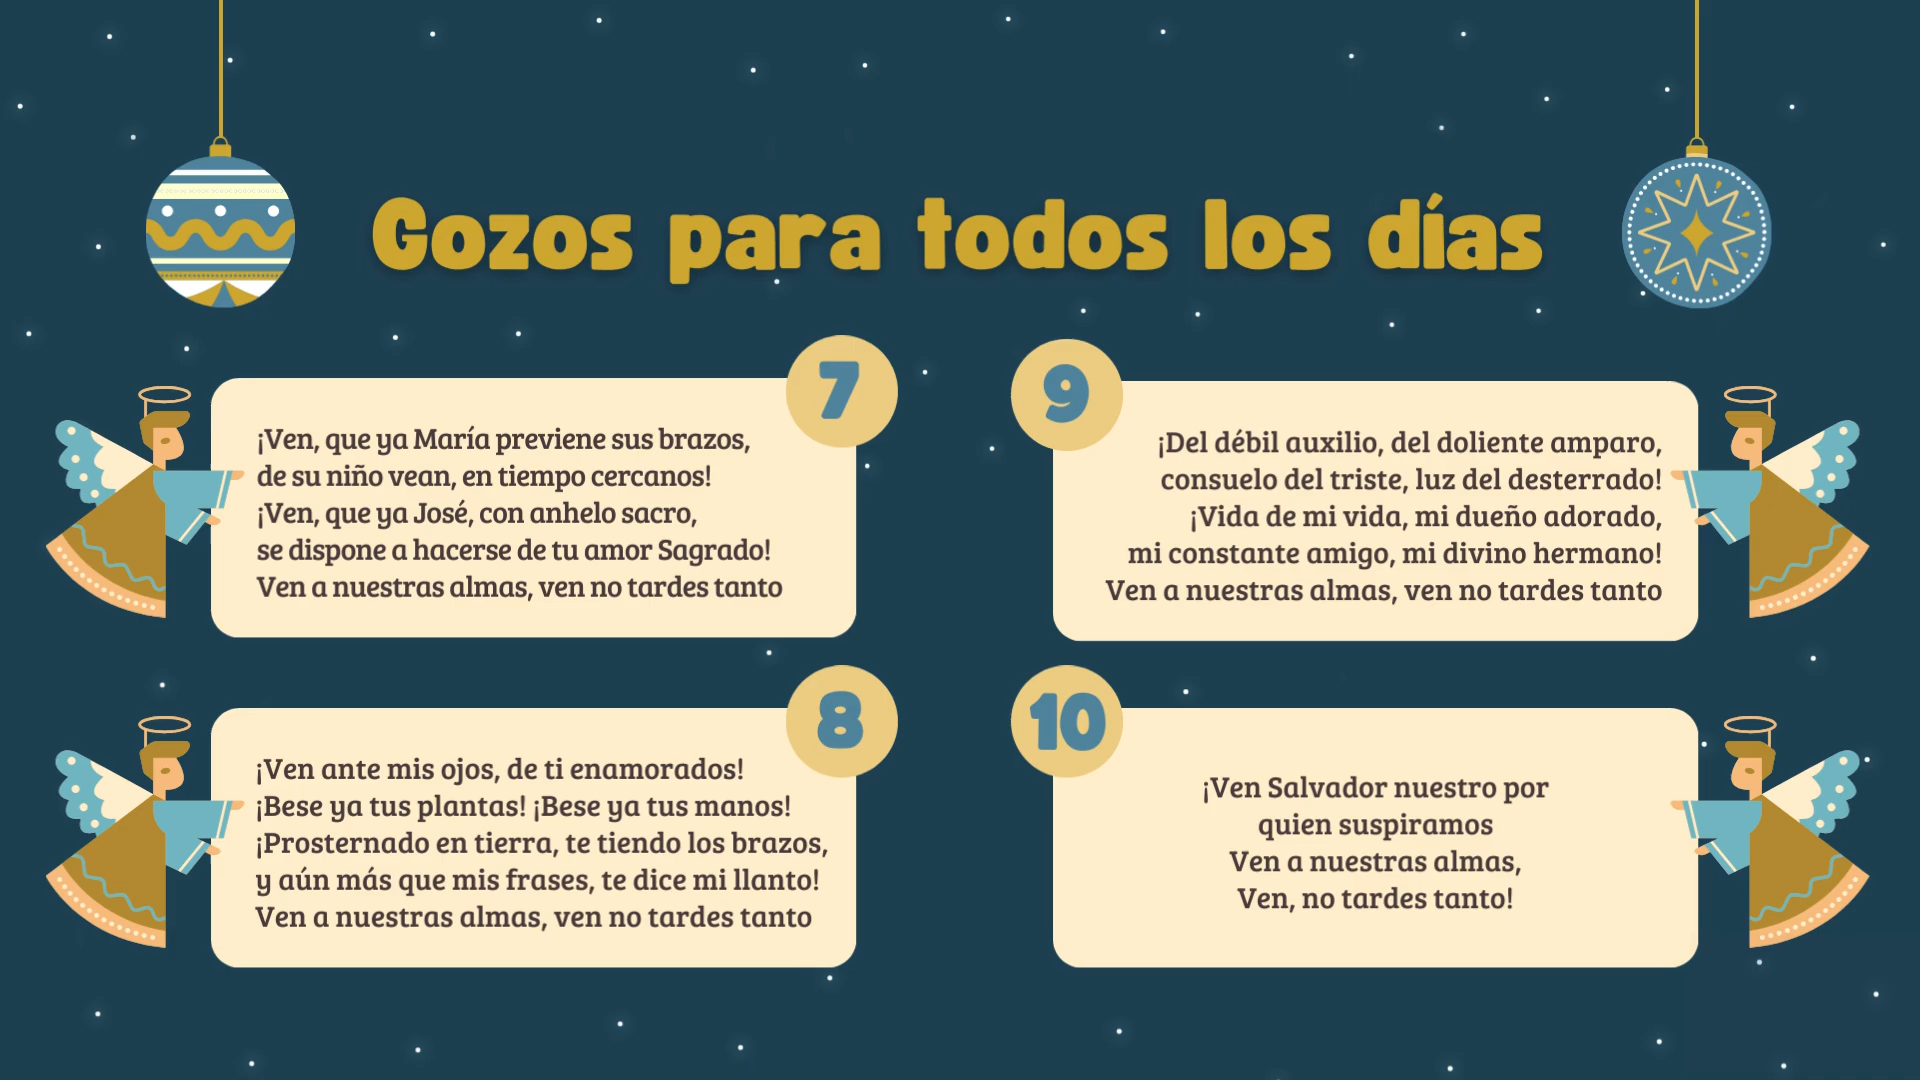 Gozos para todos los días
7
¡Ven, que ya María previene sus brazos,
de su niño vean, en tiempo cercanos!
¡Ven, que ya José, con anhelo sacro,
se dispone a hacerse de tu amor Sagrado!
Ven a nuestras almas, ven no tardes tanto
8
¡Ven ante mis ojos, de ti enamorados!
¡Bese ya tus plantas! ¡Bese ya tus manos!
¡Prosternado en tierra, te tiendo los brazos,
y aún más que mis frases, te dice mi llanto!
Ven a nuestras almas, ven no tardes tanto
9
¡Del débil auxilio, del doliente amparo,
consuelo del triste, luz del desterrado!
¡Vida de mi vida, mi dueño adorado,
mi constante amigo, mi divino hermano!
Ven a nuestras almas, ven no tardes tanto
10
¡Ven Salvador nuestro por
quien suspiramos
Ven a nuestras almas,
Ven, no tardes tanto!